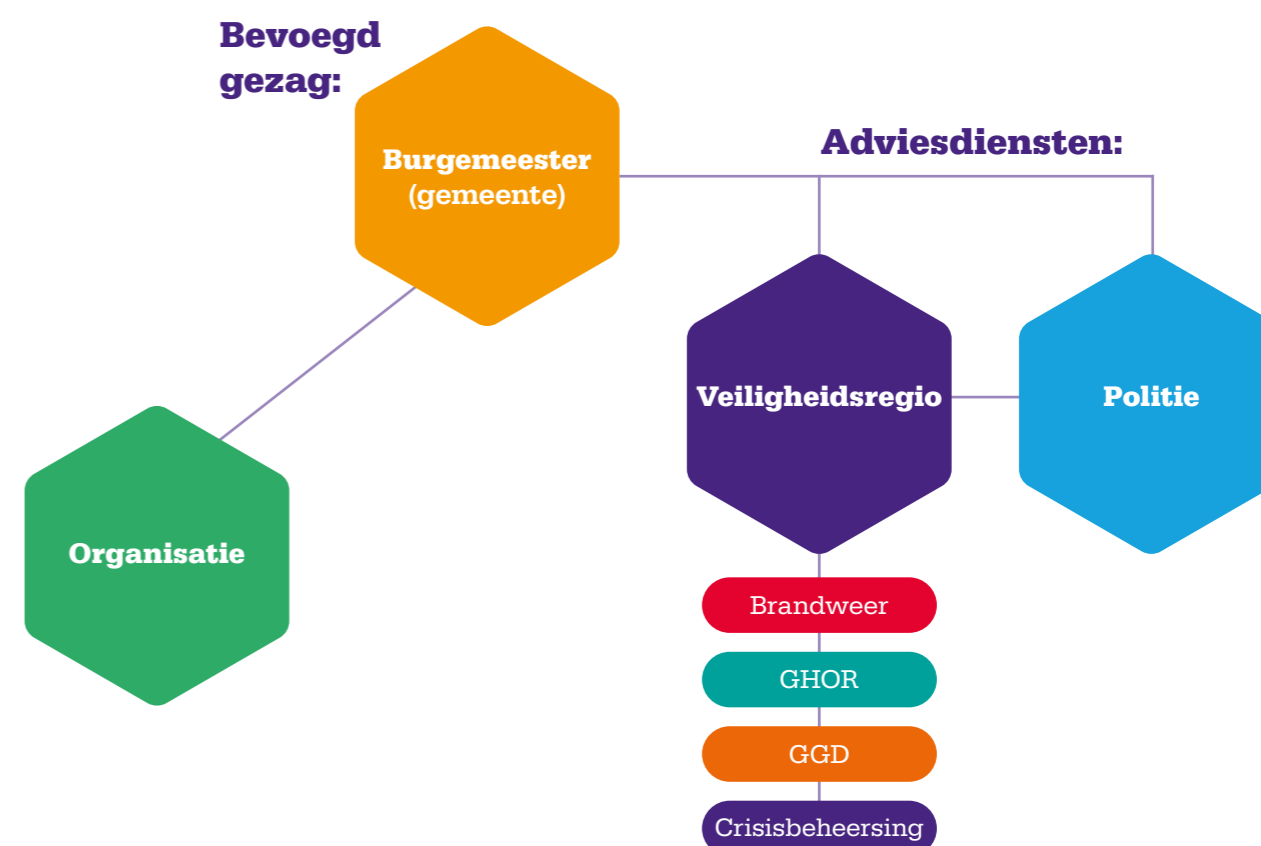 Bevoegd
gezag:
Burgemeester
(gemeente)
Adviesdiensten:
Veiligheidsregio
Politie
Organisatie
Brandweer
GHOR
GGD
Crisisbeheersing